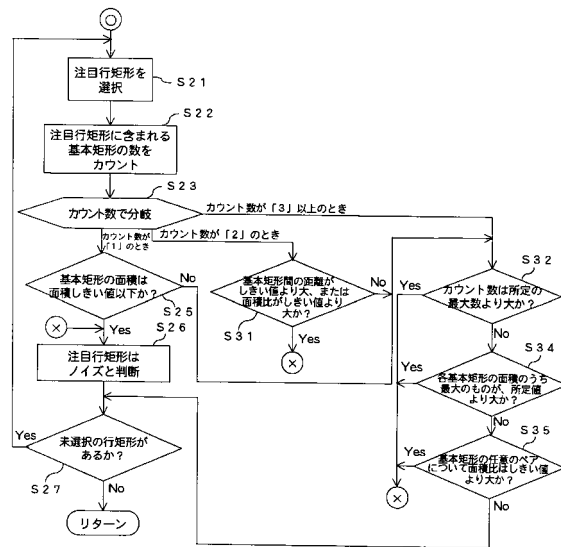 注目行矩形を
選択
S21
S22
注目行矩形に含まれる
基本矩形の数を
カウント
S23
カウント数で分岐
カウント数が「3」以上のとき
カウント数が
「1」のとき
カウント数が「2」のとき
基本矩形の面積は
面積しきい値以下か?
No
S25
Yes
S26
基本矩形間の距離が
しきい値より大、または
面積比がしきい値より
大か?
No
S31
Yes
×
S32
カウント数は所定の
最大数より大か?
Yes
No
×
注目行矩形は
ノイズと判断
S34
各基本矩形の面積のうち
最大のものが、所定値
より大か?
Yes
No
S35
基本矩形の任意のペア
について面積比はしきい値
より大か?
Yes
No
×
未選択の行矩形が
あるか?
Yes
S27
No
リターン